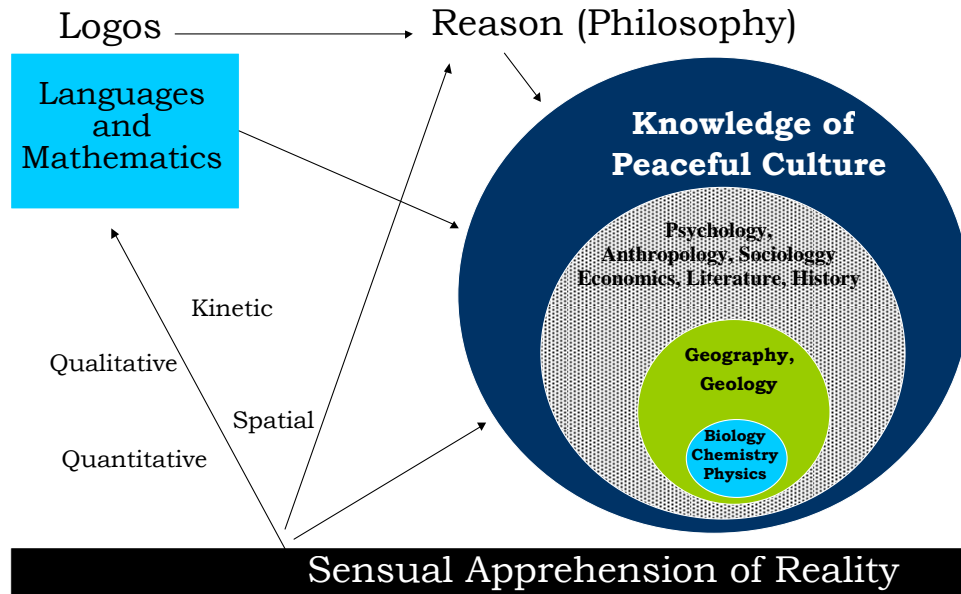 Logos
Reason (Philosophy)
Languages
and
Mathematics
Knowledge of
Peaceful Culture
Psychology,
Anthropology, Sociologgy
Economics, Literature, History
Kinetic
Qualitative
Geography,
Geology
Spatial
Quantitative
Biology
Chemistry
Physics
Sensual Apprehension of Reality